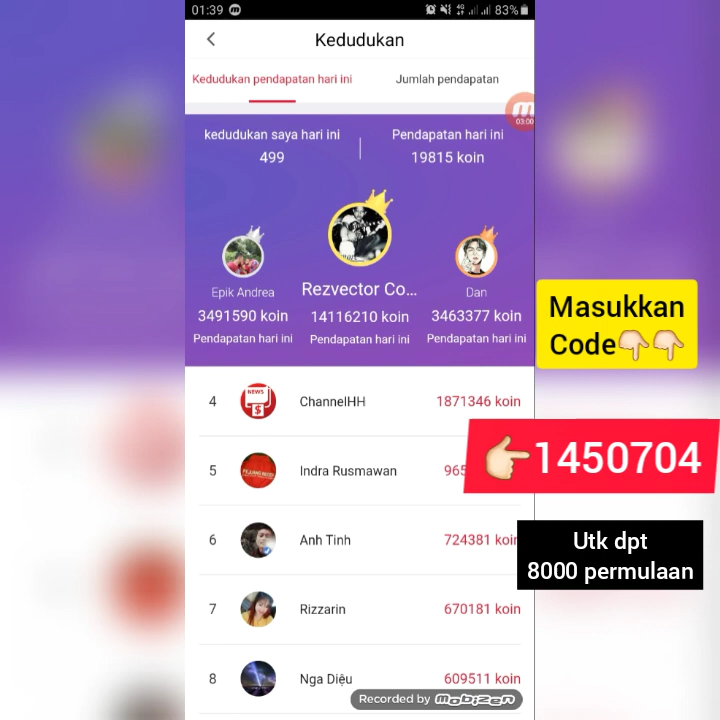 01:39
83%
Kedudukan
Kedudukan pendapatan hari ini
Jumlah pendapatan
03:00
kedudukan saya hari ini
Pendapatan hari ini
499
19815 koin
Epik Andrea
Rezvector Co...
Dan
3491590 koin
14116210 koin
3463377 koin
Pendapatan hari ini
Pendapatan hari ini
Pendapatan hari ini
Masukkan
Code👇🏻👇🏻
4 ChannelHH 1871346 koin
NEWS
$
👉🏻1450704
5 Indra Rusmawan 965
6 Anh Tinh 724381 koin
Utk dpt
8000 permulaan
7 Rizzarin 670181 koin
8 Nga Diệu 609511 koin
Recorded by mobizen